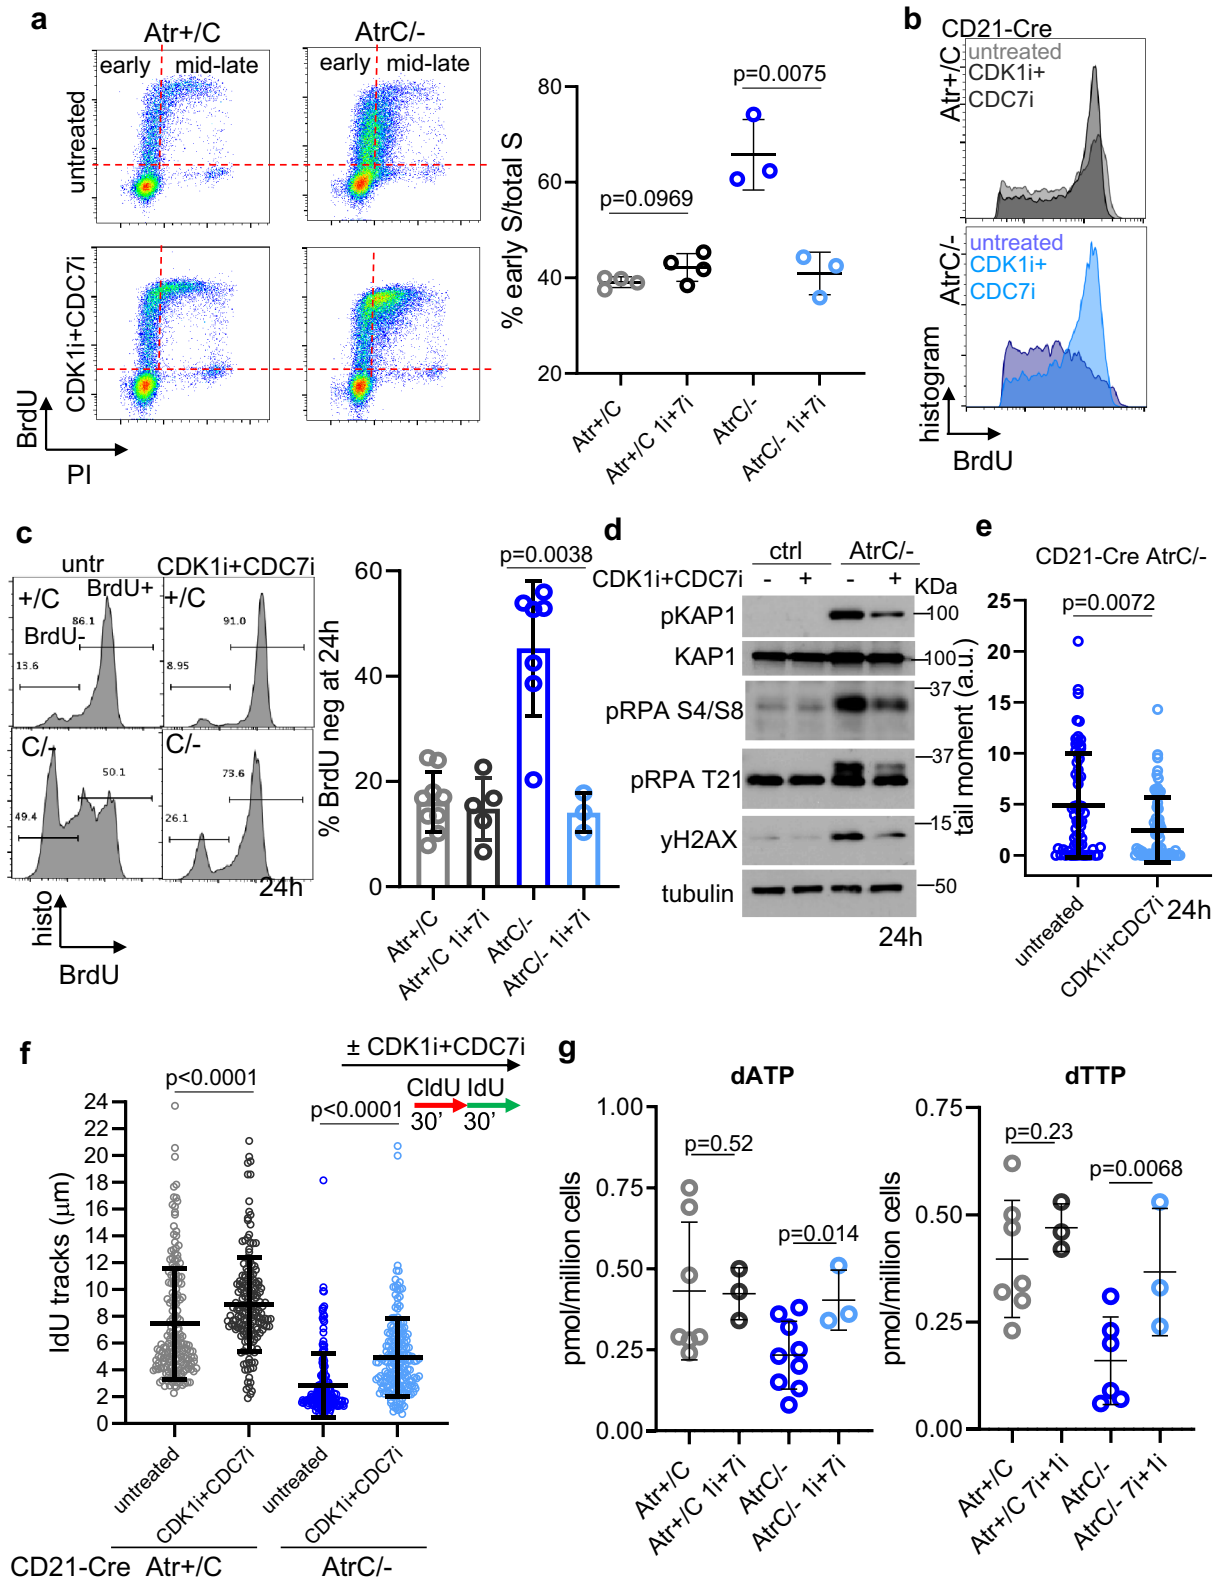 a
Atr+/C
AtrC/-
early
mid-late
early
mid-late
untreated
CDK1i+CDC7i
BrdU
PI
% early S/total S
80
60
40
20
p=0.0969
p=0.0075
Atr+/C
Atr+/C 1i+7i
AtrC/-
AtrC/- 1i+7i
b
CD21-Cre
Atr+/C
untreated
CDK1i+
CDC7i
AtrC/-
untreated
CDK1i+
CDC7i
histogram
BrdU
c
untr
CDK1i+CDC7i
+/C
BrdU+
BrdU-
86.1
13.6
+/C
91.0
8.95
C/-
50.1
49.4
C/-
73.6
26.1
24h
histo
BrdU
% BrdU neg at 24h
60
40
20
0
p=0.0038
Atr+/C
Atr+/C 1i+7i
AtrC/-
AtrC/- 1i+7i
d
ctrl
AtrC/-
CDK1i+CDC7i
- + - +
KDa
pKAP1
100
KAP1
100
pRPA S4/S8
37
pRPA T21
37
yH2AX
15
tubulin
50
24h
e
CD21-Cre AtrC/-
p=0.0072
tail moment (a.u.)
25
20
15
10
5
0
untreated
CDK1i+CDC7i
24h
f
± CDK1i+CDC7i
CldU
IdU
30'
30'
p<0.0001
p<0.0001
IdU tracks (μm)
24
22
20
18
16
14
12
10
8
6
4
2
0
untreated
CDK1i+CDC7i
untreated
CDK1i+CDC7i
CD21-Cre
Atr+/C
AtrC/-
g
dATP
pmol/million cells
1.00
0.75
0.50
0.25
0.00
p=0.52
p=0.014
Atr+/C
Atr+/C 1i+7i
AtrC/-
AtrC/- 1i+7i
dTTP
pmol/million cells
0.75
0.50
0.25
0.00
p=0.23
p=0.0068
Atr+/C
Atr+/C 7i+1i
AtrC/-
AtrC/- 7i+1i